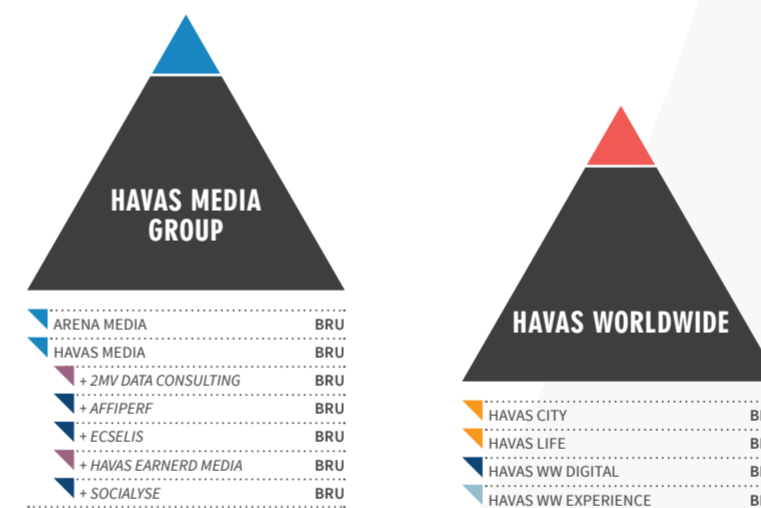 HAVAS MEDIA
GROUP
ARENA MEDIA BRU
HAVAS MEDIA BRU
+ 2MV DATA CONSULTING BRU
+ AFFIPERF BRU
+ ECSELIS BRU
+ HAVAS EARNERD MEDIA BRU
+ SOCIALYSE BRU
HAVAS WORLDWIDE
HAVAS CITY B
HAVAS LIFE B
HAVAS WW DIGITAL B
HAVAS WW EXPERIENCE B